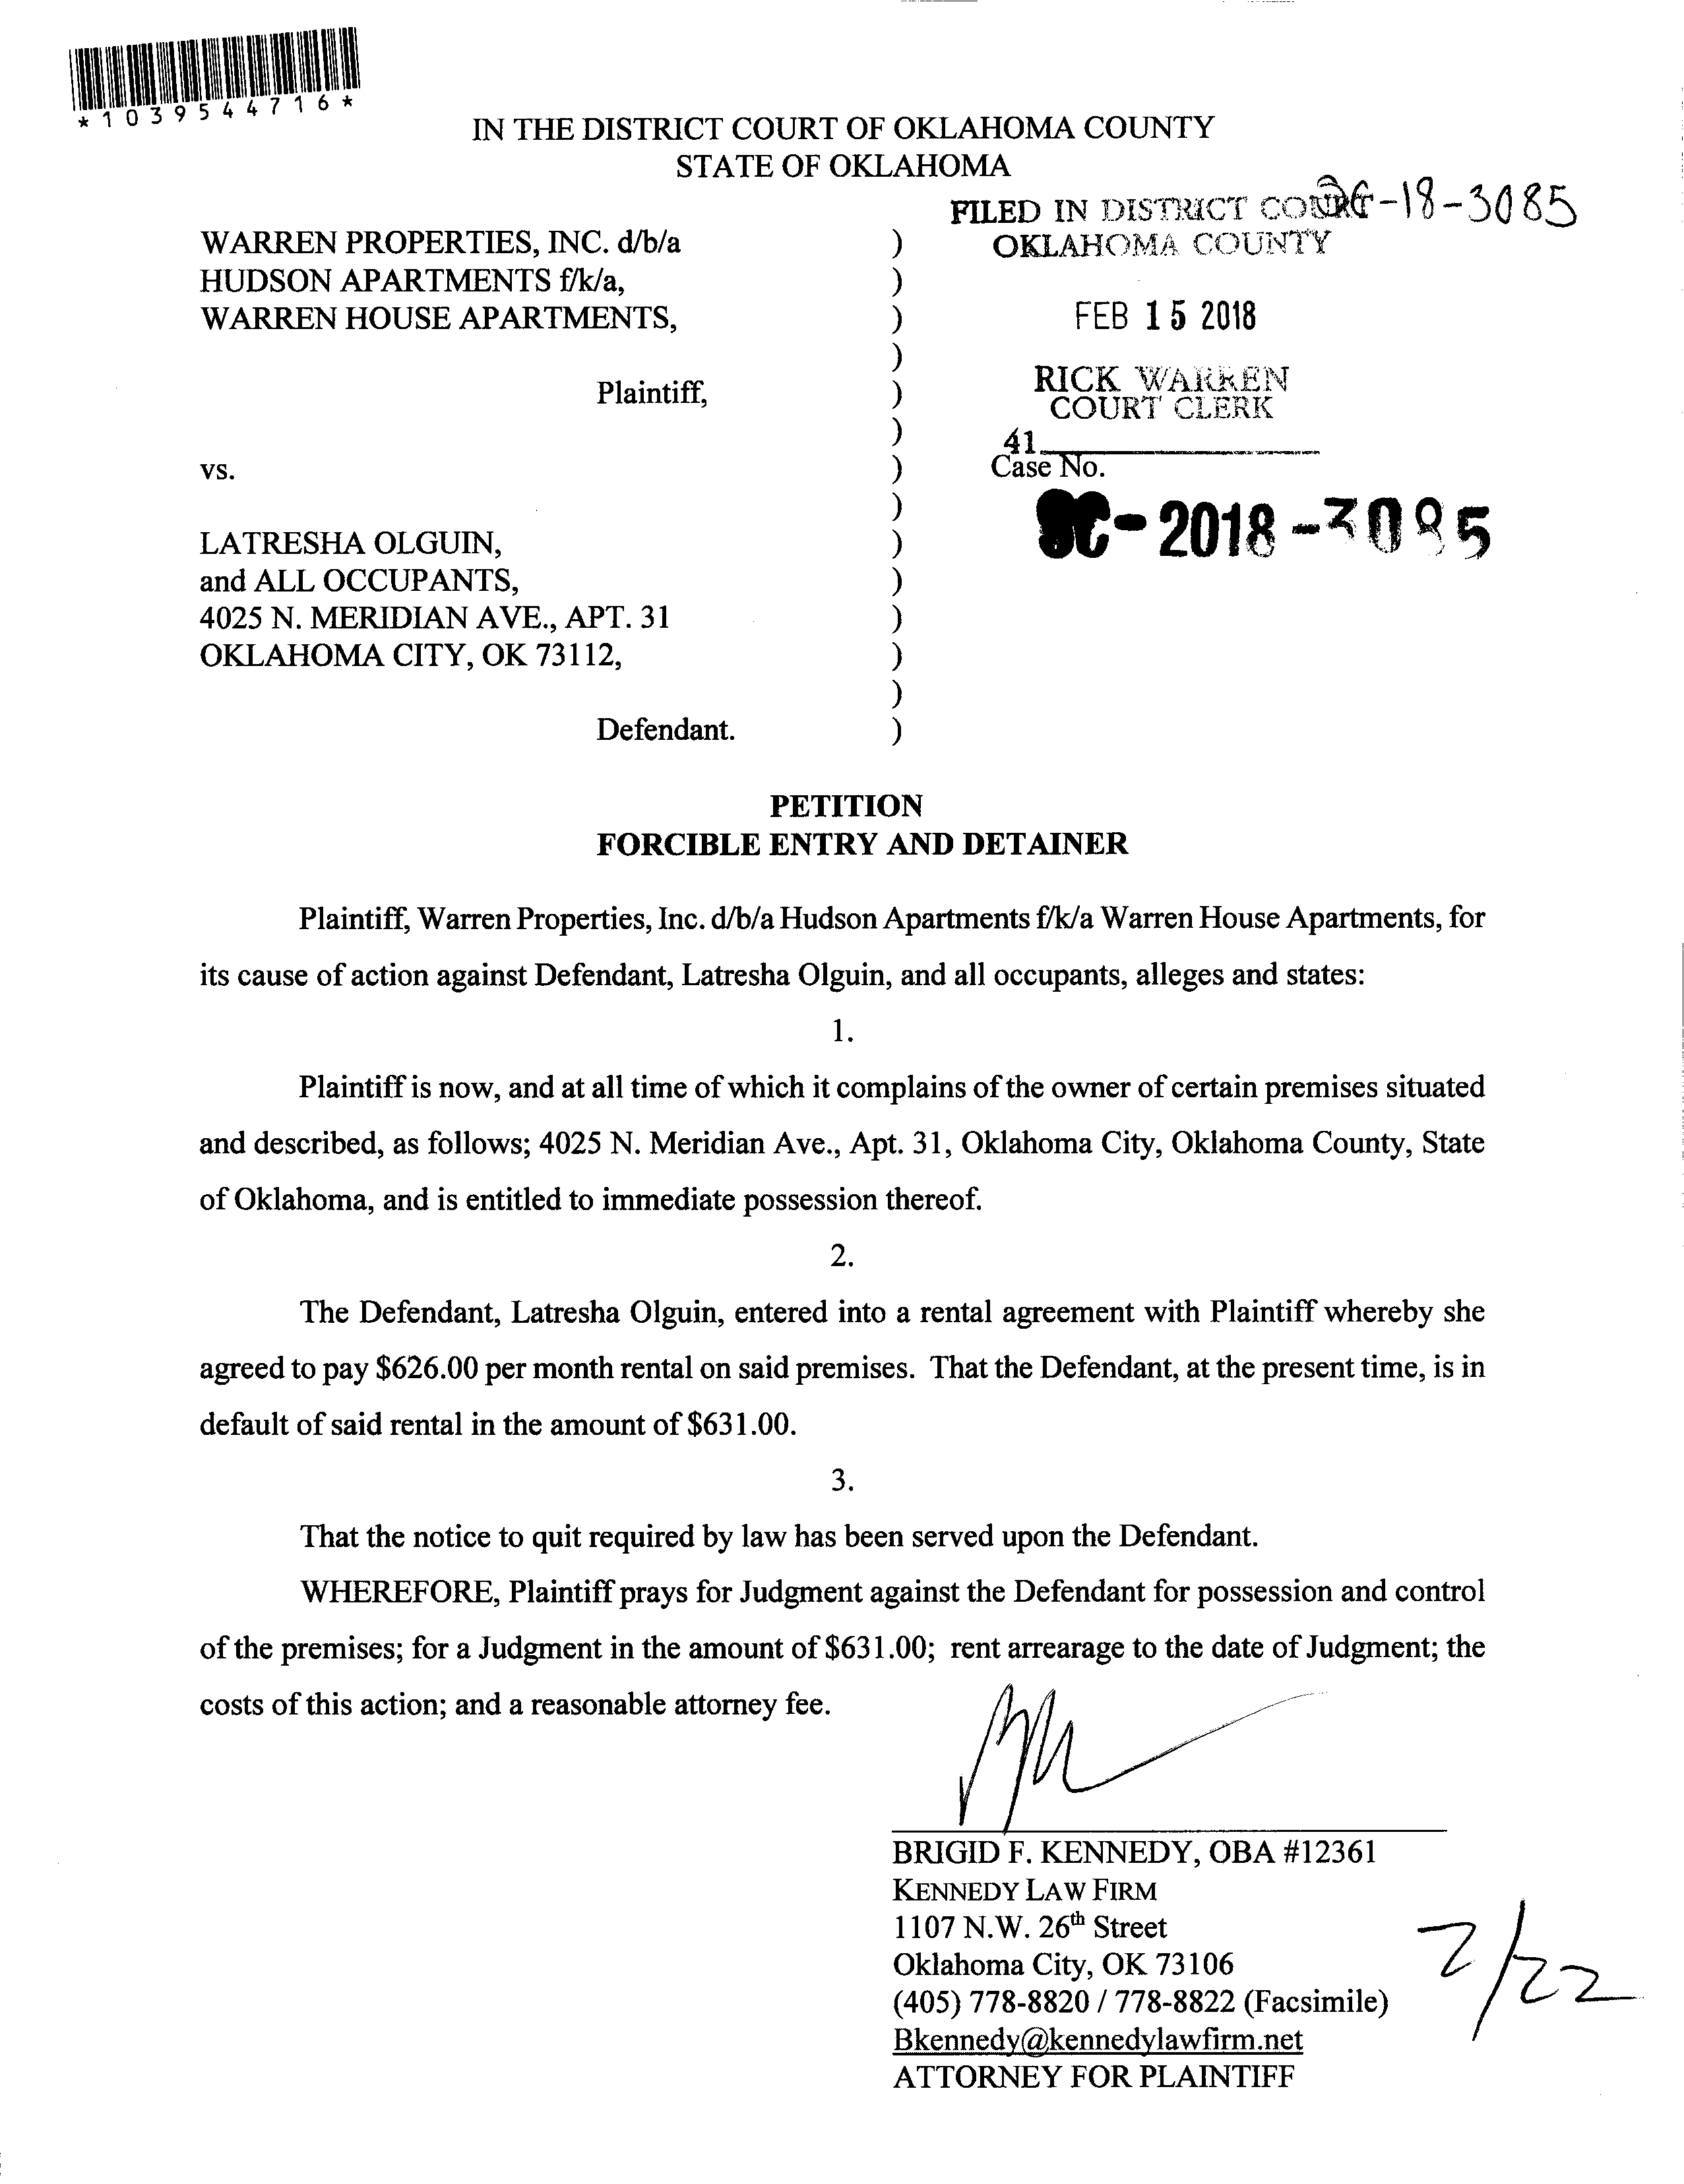 *1039544716*
IN THE DISTRICT COURT OF OKLAHOMA COUNTY
STATE OF OKLAHOMA
FILED IN DISTRICT COURT
-18-3085
OKLAHOMA COUNTY
WARREN PROPERTIES, INC. d/b/a )
HUDSON APARTMENTS f/k/a, )
WARREN HOUSE APARTMENTS, )
FEB 15 2018
)
Plaintiff, )
RICK WARREN
COURT CLERK
)
41
vs. )
Case No.
)
SC-2018-3085
LATRESHA OLGUIN, )
and ALL OCCUPANTS, )
4025 N. MERIDIAN AVE., APT. 31 )
OKLAHOMA CITY, OK 73112, )
)
Defendant. )
PETITION
FORCIBLE ENTRY AND DETAINER
Plaintiff, Warren Properties, Inc. d/b/a Hudson Apartments f/k/a Warren House Apartments, for
its cause of action against Defendant, Latresha Olguin, and all occupants, alleges and states:
1.
Plaintiff is now, and at all time of which it complains of the owner of certain premises situated
and described, as follows; 4025 N. Meridian Ave., Apt. 31, Oklahoma City, Oklahoma County, State
of Oklahoma, and is entitled to immediate possession thereof.
2.
The Defendant, Latresha Olguin, entered into a rental agreement with Plaintiff whereby she
agreed to pay $626.00 per month rental on said premises. That the Defendant, at the present time, is in
default of said rental in the amount of $631.00.
3.
That the notice to quit required by law has been served upon the Defendant.
WHEREFORE, Plaintiff prays for Judgment against the Defendant for possession and control
of the premises; for a Judgment in the amount of $631.00; rent arrearage to the date of Judgment; the
costs of this action; and a reasonable attorney fee.
BRIGID F. KENNEDY, OBA #12361
KENNEDY LAW FIRM
1107 N.W. 26th Street
Oklahoma City, OK 73106
(405) 778-8820 / 778-8822 (Facsimile)
Bkennedy@kennedylawfirm.net
ATTORNEY FOR PLAINTIFF
2/22